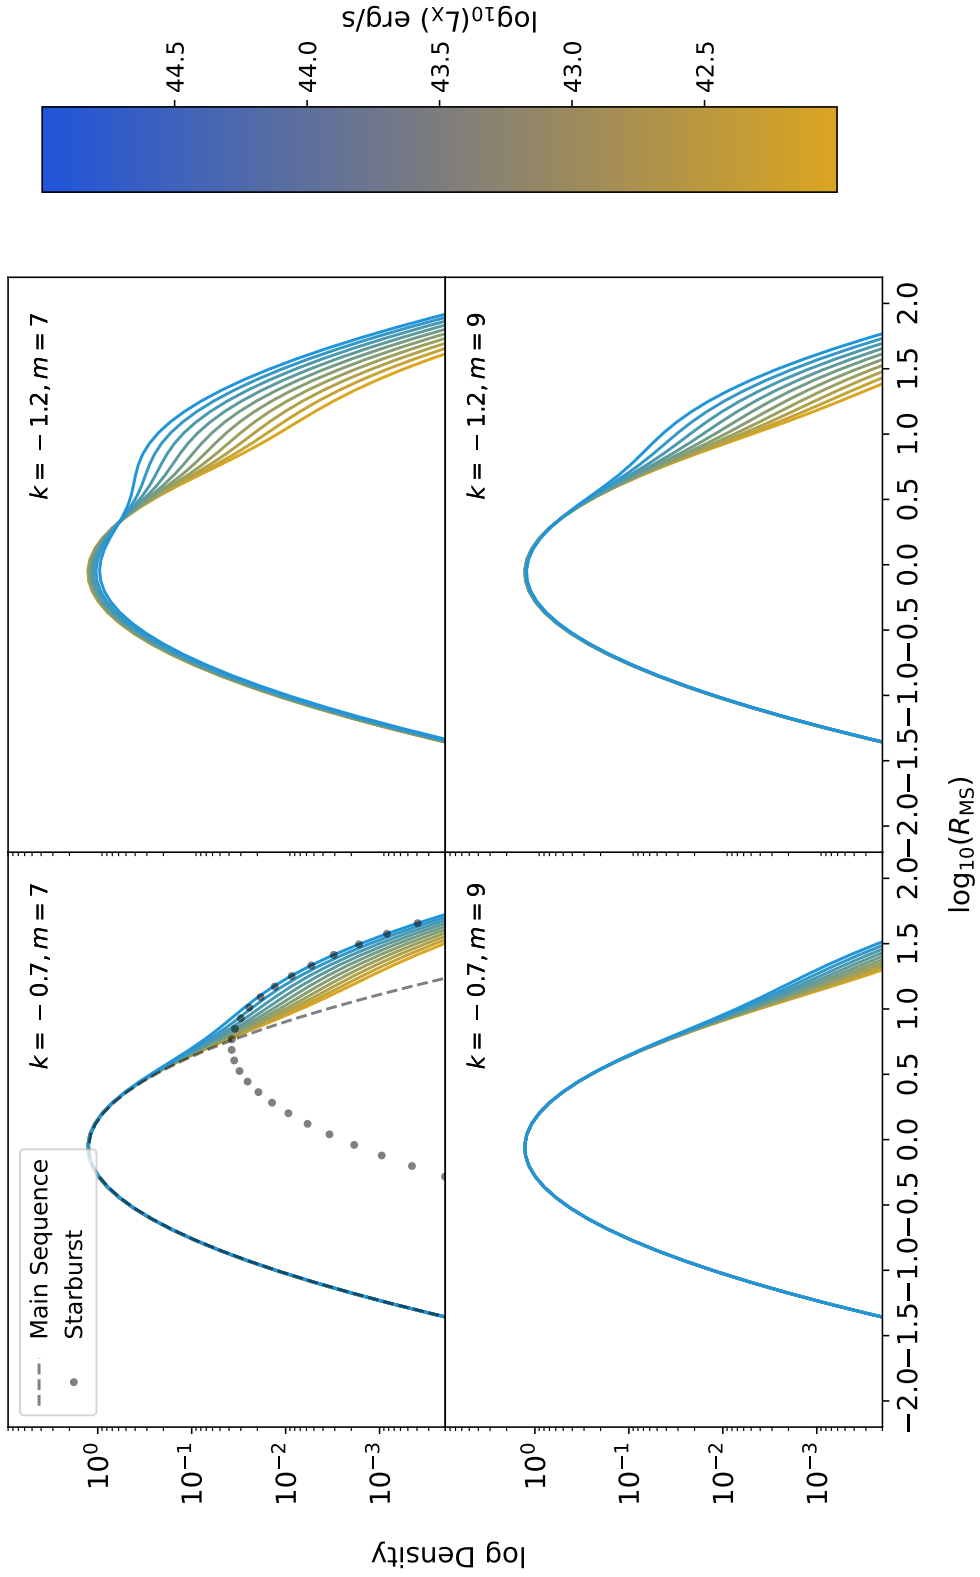 Main Sequence
Starburst
k = −0.7, m = 7
k = −1.2, m = 7
10⁰
10⁻¹
10⁻²
10⁻³
k = −0.7, m = 9
k = −1.2, m = 9
10⁰
10⁻¹
10⁻²
10⁻³
log Density
−2.0 −1.5 −1.0 −0.5 0.0 0.5 1.0 1.5 2.0
−2.0 −1.5 −1.0 −0.5 0.0 0.5 1.0 1.5 2.0
log₁₀(R_MS)
44.5
44.0
43.5
43.0
42.5
log₁₀(L_X) erg/s